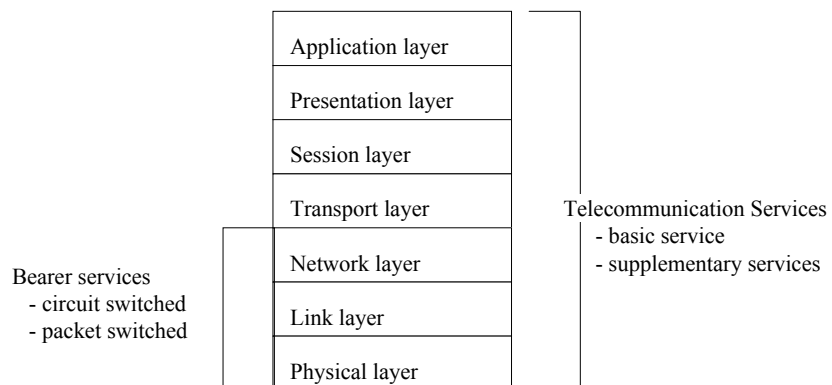 Application layer
Presentation layer
Session layer
Transport layer
Network layer
Link layer
Physical layer
Bearer services
- circuit switched
- packet switched
Telecommunication Services
- basic service
- supplementary services